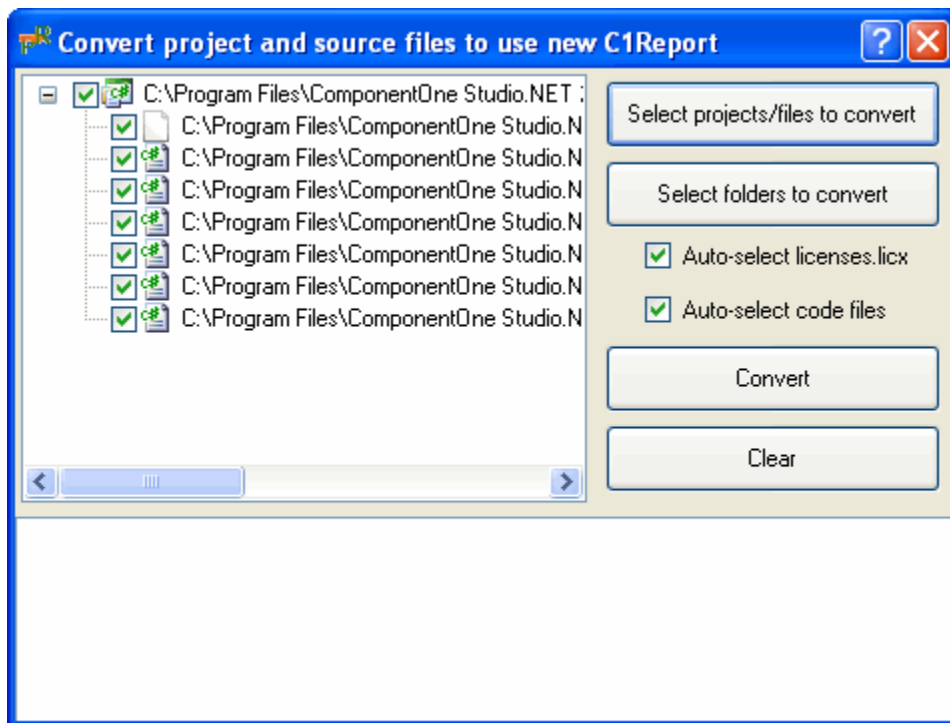 Convert project and source files to use new C1Report
C:\Program Files\ComponentOne Studio.NET 2
C:\Program Files\ComponentOne Studio.N
C:\Program Files\ComponentOne Studio.N
C:\Program Files\ComponentOne Studio.N
C:\Program Files\ComponentOne Studio.N
C:\Program Files\ComponentOne Studio.N
C:\Program Files\ComponentOne Studio.N
C:\Program Files\ComponentOne Studio.N
Select projects/files to convert
Select folders to convert
Auto-select licenses.licx
Auto-select code files
Convert
Clear